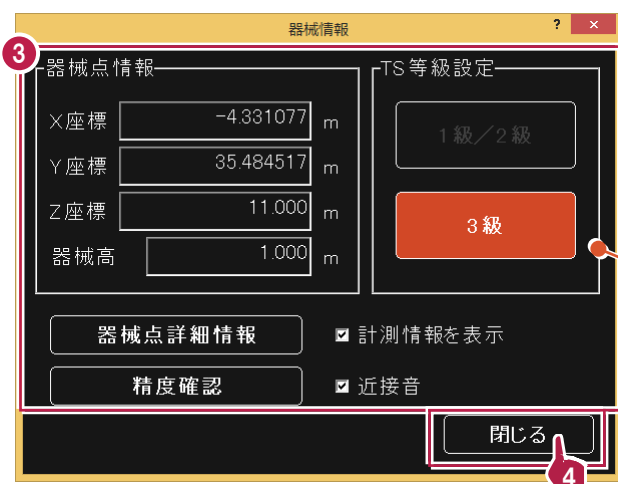 器械情報
? ×
3
器械点情報
X座標 -4.331077 m
Y座標 35.484517 m
Z座標 11.000 m
器械高 1.000 m
TS等級設定
1級／2級
3級
器械点詳細情報
計測情報を表示
精度確認
近接音
閉じる
4